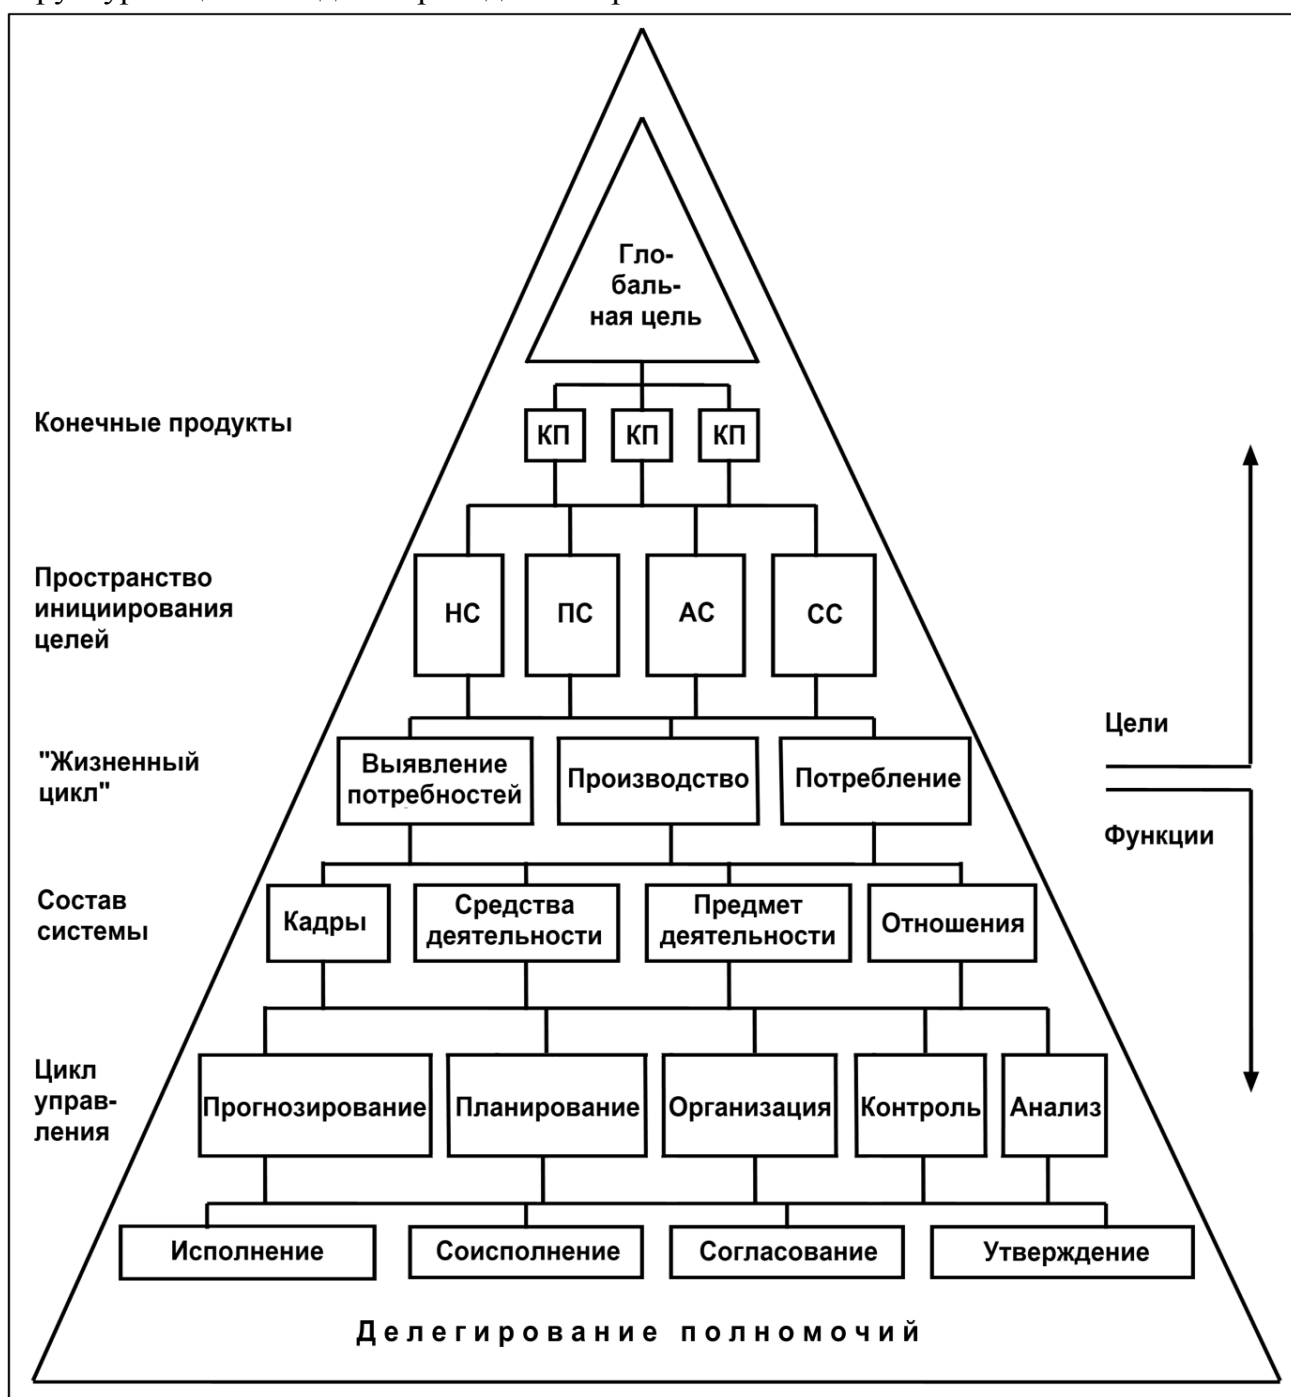 Гло-
баль-
ная цель
Конечные продукты
КП КП КП
Пространство
инициирования
целей
НС ПС АС СС
Цели
"Жизненный
цикл"
Выявление
потребностей
Производство
Потребление
Функции
Состав
системы
Кадры
Средства
деятельности
Предмет
деятельности
Отношения
Цикл
управ-
ления
Прогнозирование Планирование Организация Контроль Анализ
Исполнение Соисполнение Согласование Утверждение
Делегирование полномочий